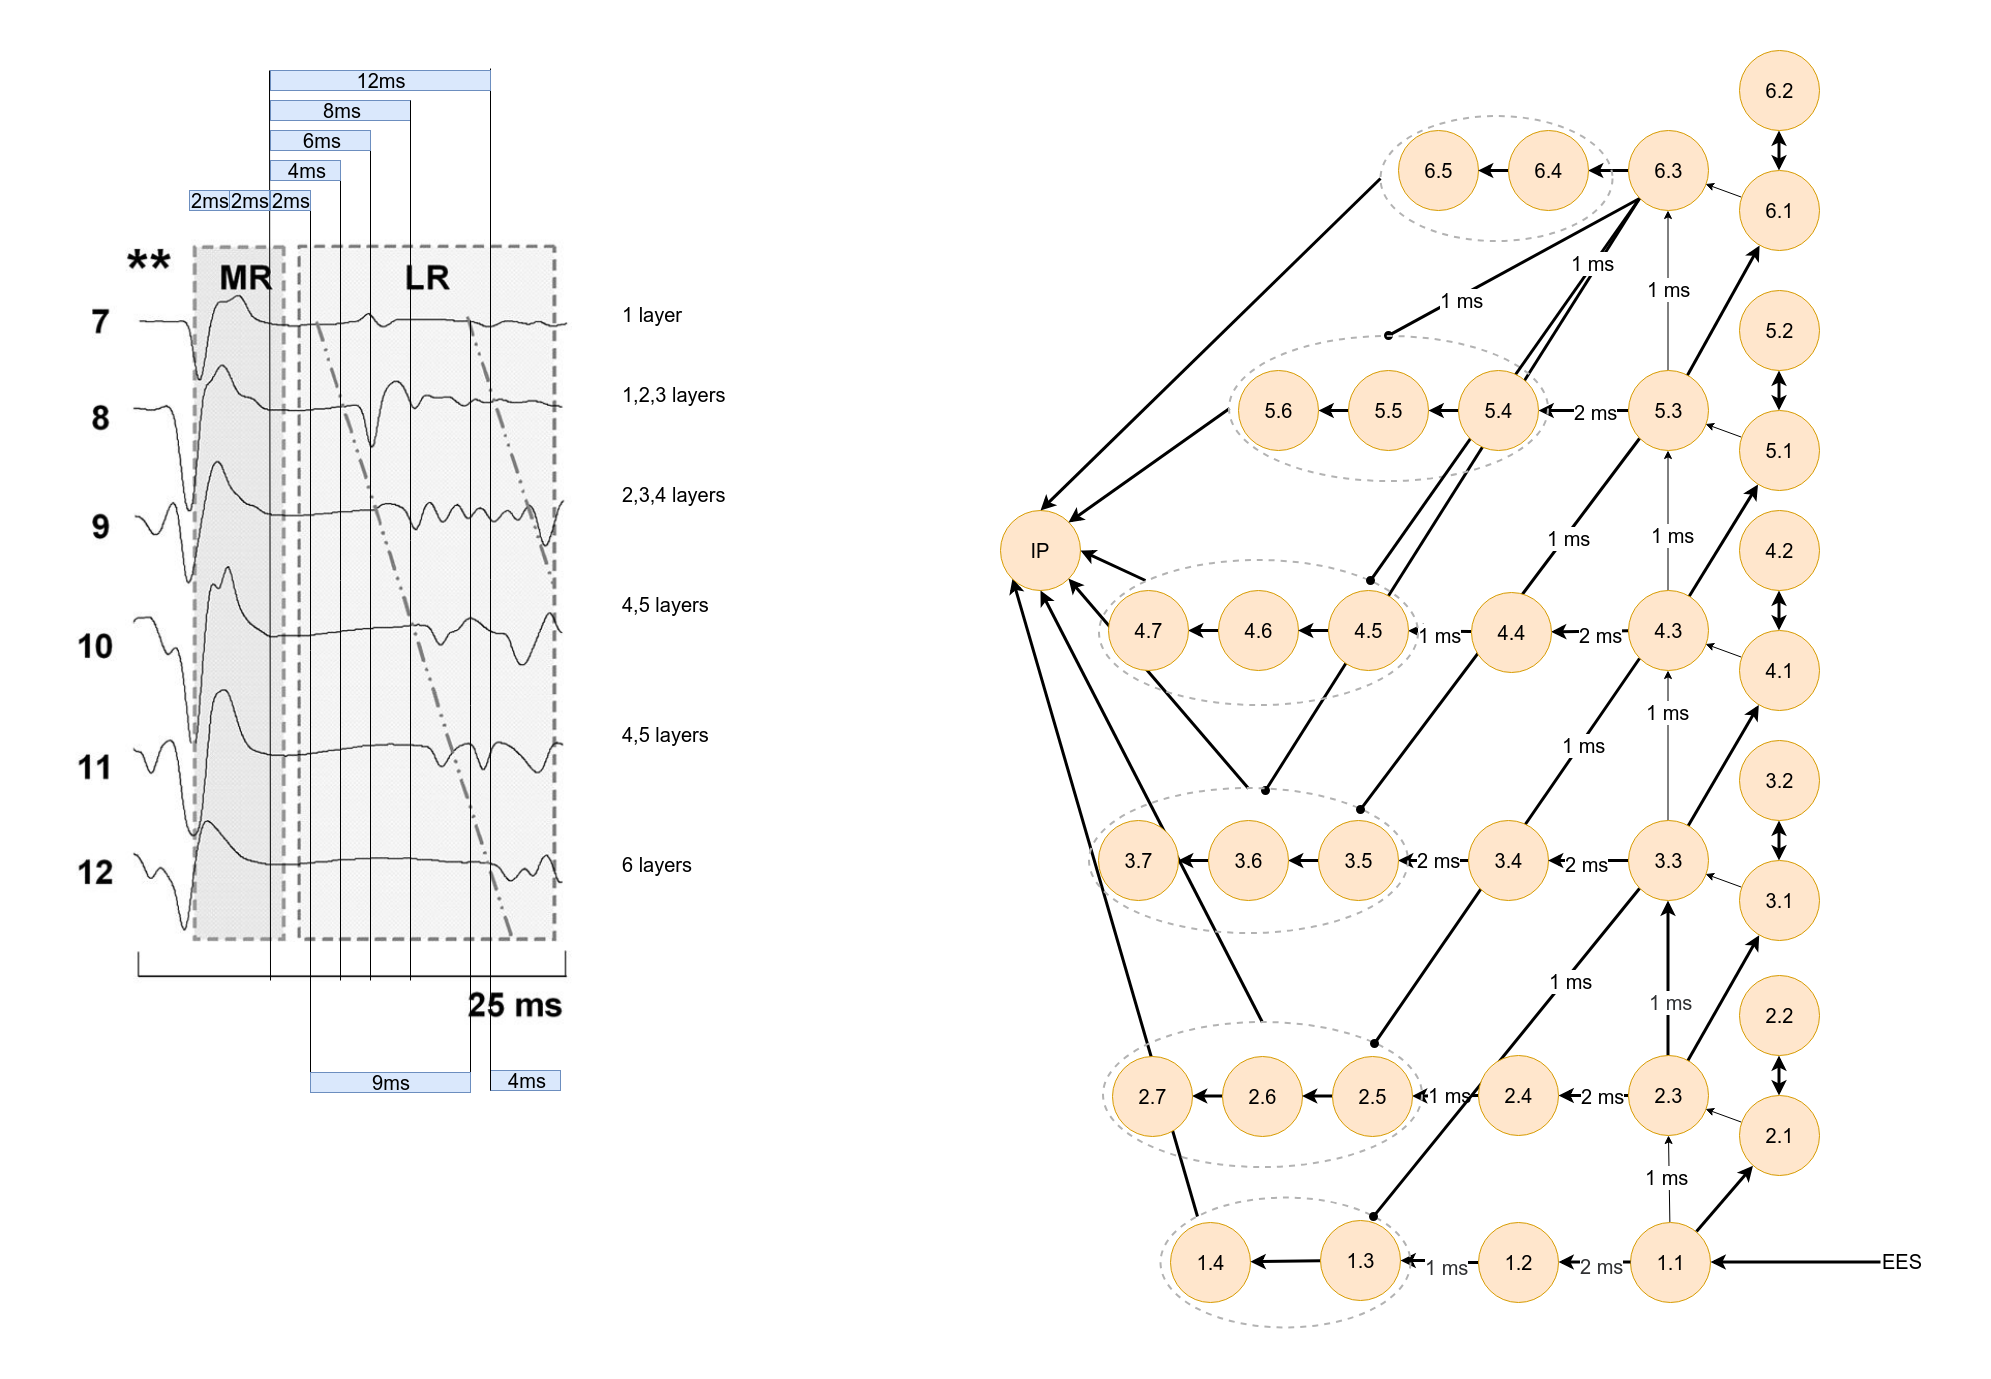 12ms
8ms
6ms
4ms
2ms 2ms 2ms
**
MR
LR
7
1 layer
8
1,2,3 layers
9
2,3,4 layers
10
4,5 layers
11
4,5 layers
12
6 layers
25 ms
9ms
4ms
6.2
6.5
6.4
6.3
6.1
1 ms
1 ms
1 ms
5.2
5.6
5.5
5.4
2 ms
5.3
5.1
1 ms
1 ms
IP
4.2
4.7
4.6
4.5
1 ms
4.4
2 ms
4.3
4.1
1 ms
1 ms
3.2
3.7
3.6
3.5
2 ms
3.4
2 ms
3.3
3.1
1 ms
1 ms
2.2
2.7
2.6
2.5
1 ms
2.4
2 ms
2.3
2.1
1 ms
1.4
1.3
1 ms
1.2
2 ms
1.1
EES